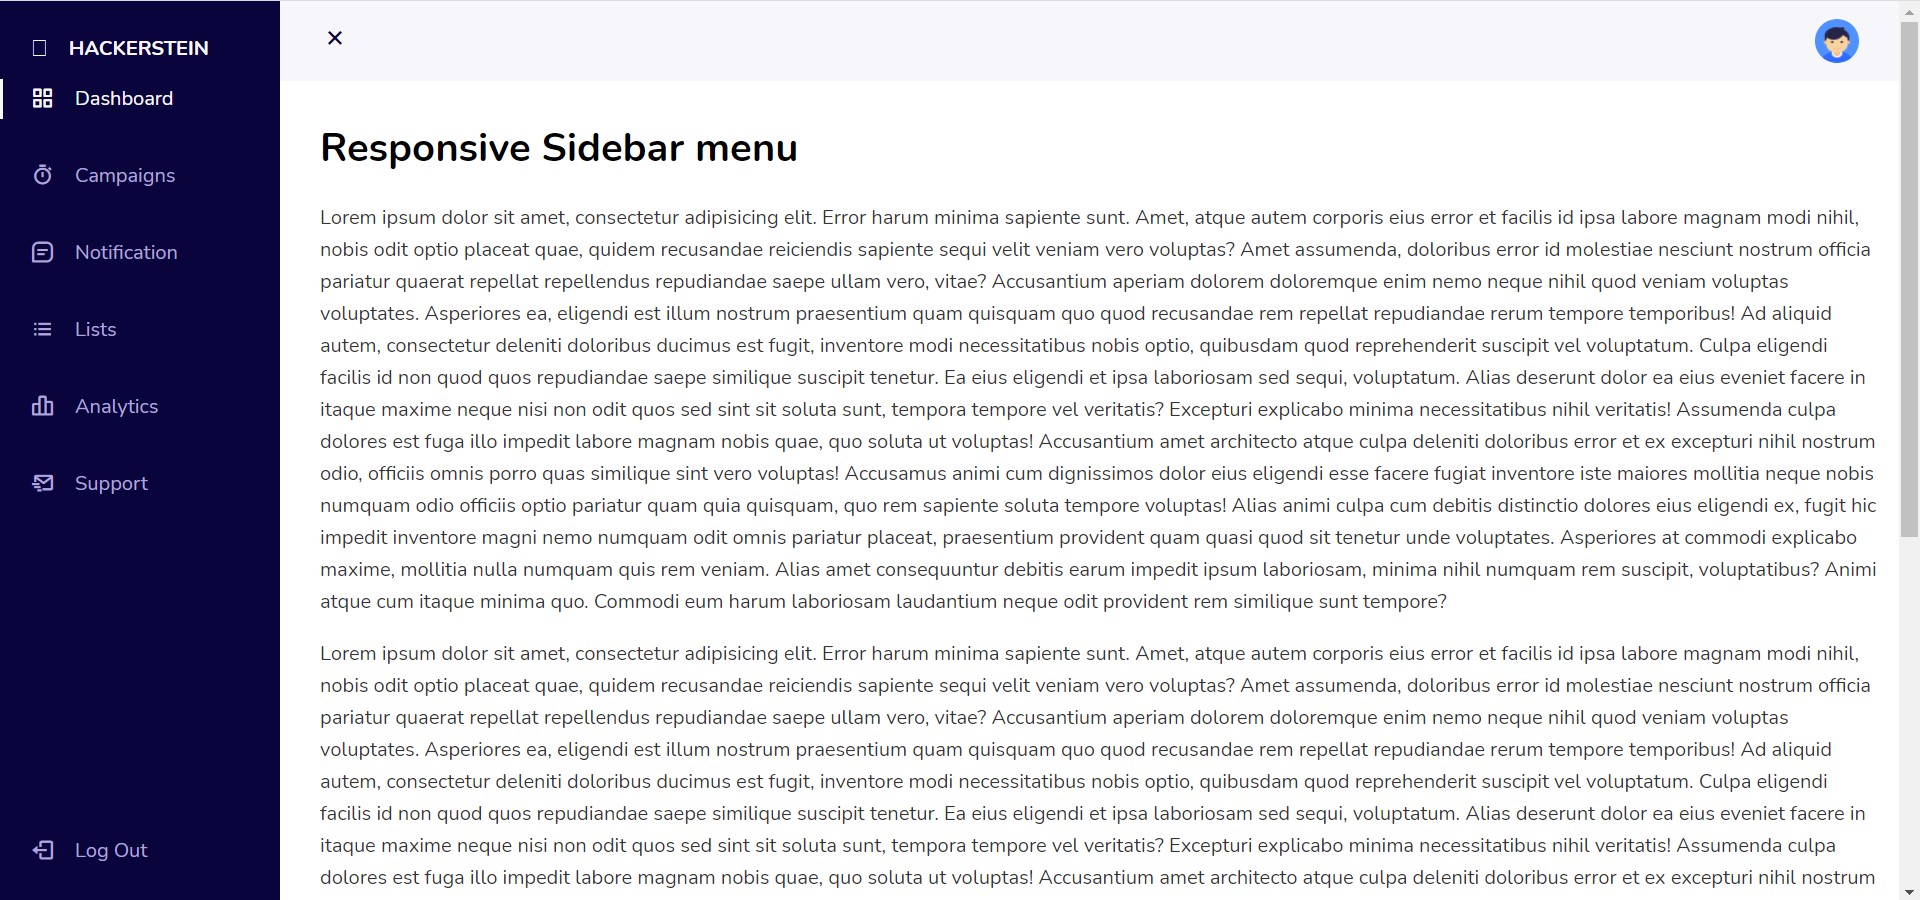 HACKERSTEIN
Dashboard
Campaigns
Notification
Lists
Analytics
Support
Log Out
Responsive Sidebar menu
Lorem ipsum dolor sit amet, consectetur adipisicing elit. Error harum minima sapiente sunt. Amet, atque autem corporis eius error et facilis id ipsa labore magnam modi nihil,
nobis odit optio placeat quae, quidem recusandae reiciendis sapiente sequi velit veniam vero voluptas? Amet assumenda, doloribus error id molestiae nesciunt nostrum officia
pariatur quaerat repellat repellendus repudiandae saepe ullam vero, vitae? Accusantium aperiam dolorem doloremque enim nemo neque nihil quod veniam voluptas
voluptates. Asperiores ea, eligendi est illum nostrum praesentium quam quisquam quo quod recusandae rem repellat repudiandae rerum tempore temporibus! Ad aliquid
autem, consectetur deleniti doloribus ducimus est fugit, inventore modi necessitatibus nobis optio, quibusdam quod reprehenderit suscipit vel voluptatum. Culpa eligendi
facilis id non quod quos repudiandae saepe similique suscipit tenetur. Ea eius eligendi et ipsa laboriosam sed sequi, voluptatum. Alias deserunt dolor ea eius eveniet facere in
itaque maxime neque nisi non odit quos sed sint sit soluta sunt, tempora tempore vel veritatis? Excepturi explicabo minima necessitatibus nihil veritatis! Assumenda culpa
dolores est fuga illo impedit labore magnam nobis quae, quo soluta ut voluptas! Accusantium amet architecto atque culpa deleniti doloribus error et ex excepturi nihil nostrum
odio, officiis omnis porro quas similique sint vero voluptas! Accusamus animi cum dignissimos dolor eius eligendi esse facere fugiat inventore iste maiores mollitia neque nobis
numquam odio officiis optio pariatur quam quia quisquam, quo rem sapiente soluta tempore voluptas! Alias animi culpa cum debitis distinctio dolores eius eligendi ex, fugit hic
impedit inventore magni nemo numquam odit omnis pariatur placeat, praesentium provident quam quasi quod sit tenetur unde voluptates. Asperiores at commodi explicabo
maxime, mollitia nulla numquam quis rem veniam. Alias amet consequuntur debitis earum impedit ipsum laboriosam, minima nihil numquam rem suscipit, voluptatibus? Animi
atque cum itaque minima quo. Commodi eum harum laboriosam laudantium neque odit provident rem similique sunt tempore?
Lorem ipsum dolor sit amet, consectetur adipisicing elit. Error harum minima sapiente sunt. Amet, atque autem corporis eius error et facilis id ipsa labore magnam modi nihil,
nobis odit optio placeat quae, quidem recusandae reiciendis sapiente sequi velit veniam vero voluptas? Amet assumenda, doloribus error id molestiae nesciunt nostrum officia
pariatur quaerat repellat repellendus repudiandae saepe ullam vero, vitae? Accusantium aperiam dolorem doloremque enim nemo neque nihil quod veniam voluptas
voluptates. Asperiores ea, eligendi est illum nostrum praesentium quam quisquam quo quod recusandae rem repellat repudiandae rerum tempore temporibus! Ad aliquid
autem, consectetur deleniti doloribus ducimus est fugit, inventore modi necessitatibus nobis optio, quibusdam quod reprehenderit suscipit vel voluptatum. Culpa eligendi
facilis id non quod quos repudiandae saepe similique suscipit tenetur. Ea eius eligendi et ipsa laboriosam sed sequi, voluptatum. Alias deserunt dolor ea eius eveniet facere in
itaque maxime neque nisi non odit quos sed sint sit soluta sunt, tempora tempore vel veritatis? Excepturi explicabo minima necessitatibus nihil veritatis! Assumenda culpa
dolores est fuga illo impedit labore magnam nobis quae, quo soluta ut voluptas! Accusantium amet architecto atque culpa deleniti doloribus error et ex excepturi nihil nostrum